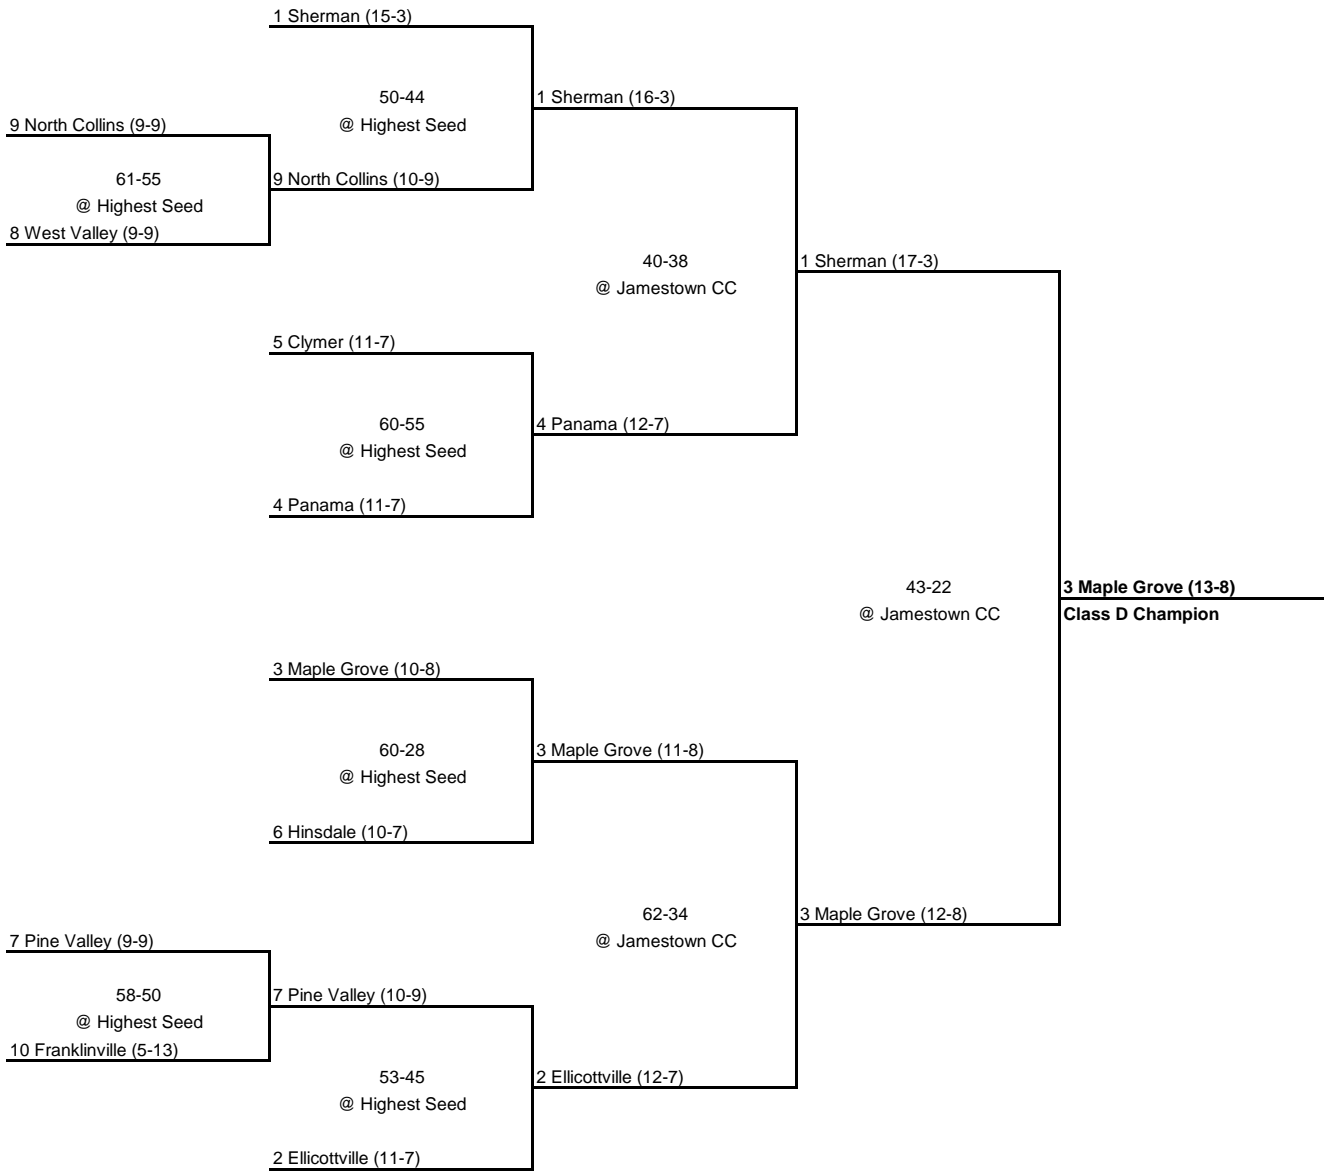 1 Sherman (15-3)
50-44
1 Sherman (16-3)
9 North Collins (9-9)
@ Highest Seed
61-55
9 North Collins (10-9)
@ Highest Seed
8 West Valley (9-9)
40-38
1 Sherman (17-3)
@ Jamestown CC
5 Clymer (11-7)
60-55
4 Panama (12-7)
@ Highest Seed
4 Panama (11-7)
43-22
3 Maple Grove (13-8)
@ Jamestown CC
Class D Champion
3 Maple Grove (10-8)
60-28
3 Maple Grove (11-8)
@ Highest Seed
6 Hinsdale (10-7)
62-34
3 Maple Grove (12-8)
7 Pine Valley (9-9)
@ Jamestown CC
58-50
7 Pine Valley (10-9)
@ Highest Seed
10 Franklinville (5-13)
53-45
2 Ellicottville (12-7)
@ Highest Seed
2 Ellicottville (11-7)